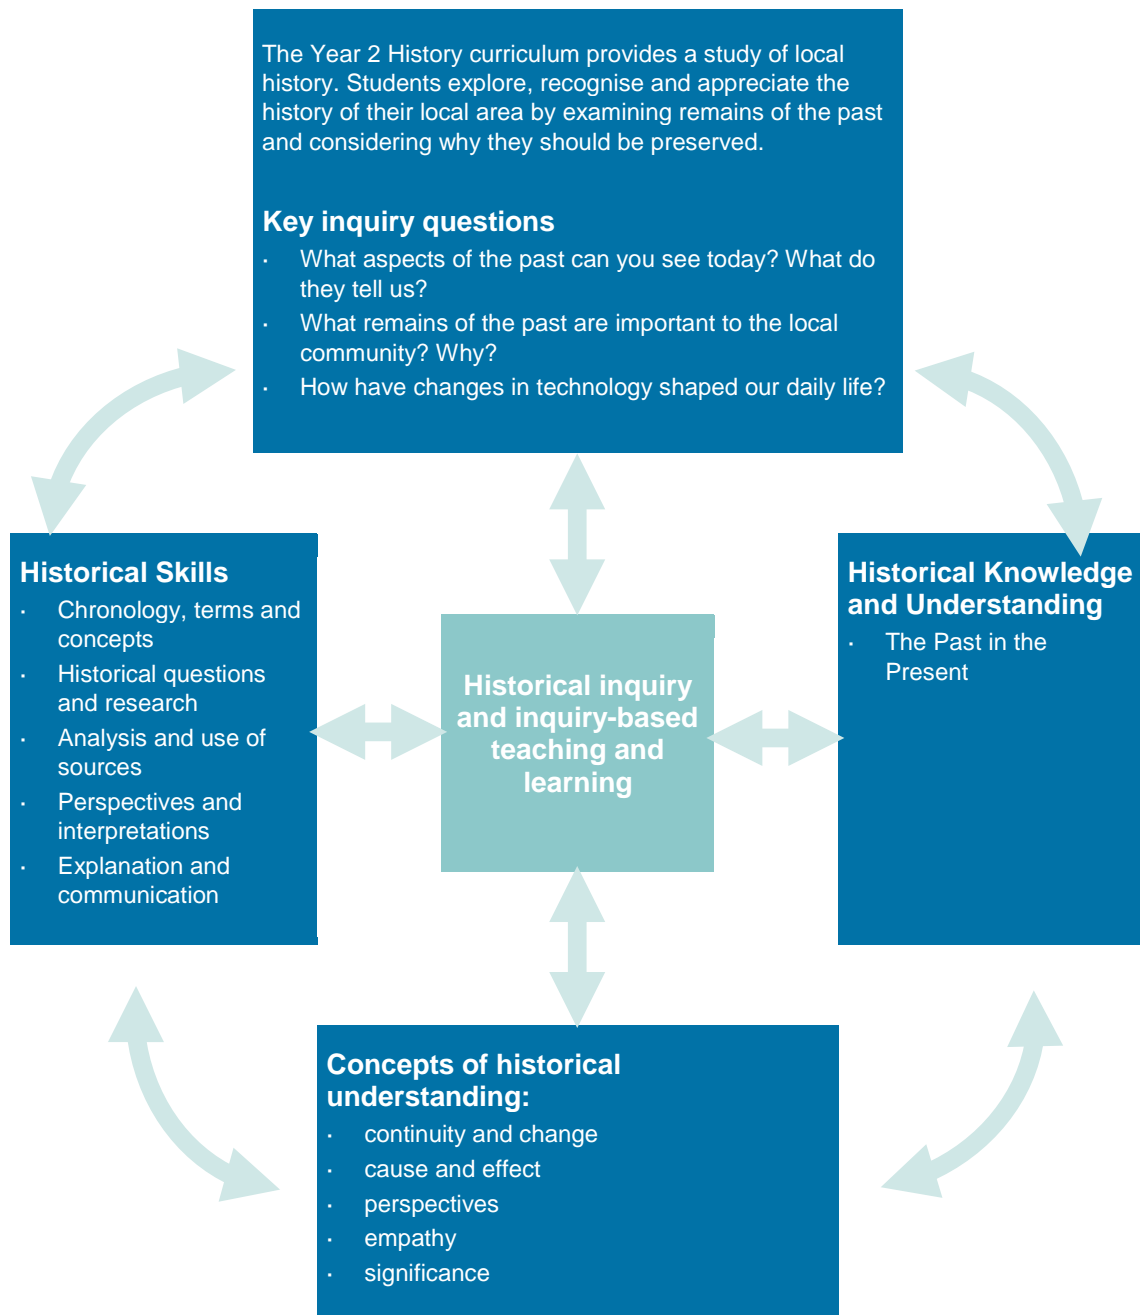 The Year 2 History curriculum provides a study of local
history. Students explore, recognise and appreciate the
history of their local area by examining remains of the past
and considering why they should be preserved.
Key inquiry questions
· What aspects of the past can you see today? What do
they tell us?
· What remains of the past are important to the local
community? Why?
· How have changes in technology shaped our daily life?
Historical Skills
· Chronology, terms and
concepts
· Historical questions
and research
· Analysis and use of
sources
· Perspectives and
interpretations
· Explanation and
communication
Historical inquiry
and inquiry-based
teaching and
learning
Historical Knowledge
and Understanding
· The Past in the
Present
Concepts of historical
understanding:
· continuity and change
· cause and effect
· perspectives
· empathy
· significance